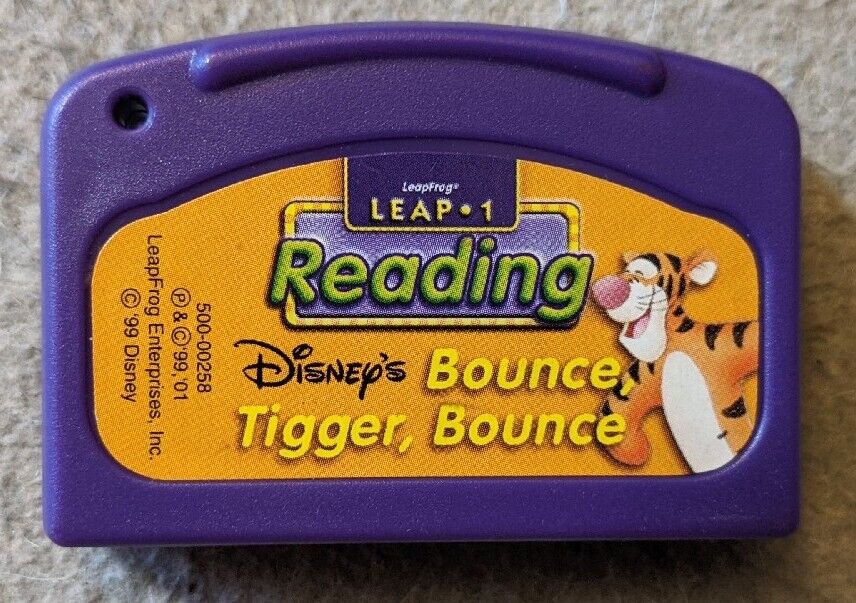 LeapFrog®
LEAP•1
Reading
Disney's Bounce,
Tigger, Bounce
500-00258
Ⓟ & © '99, '01
LeapFrog Enterprises, Inc.
© '99 Disney